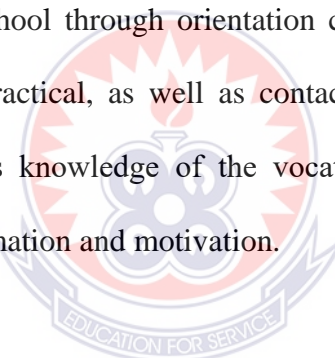 hool through orientation c
ractical, as well as contac
s knowledge of the vocat
nation and motivation.
EDUCATION FOR SERVICE